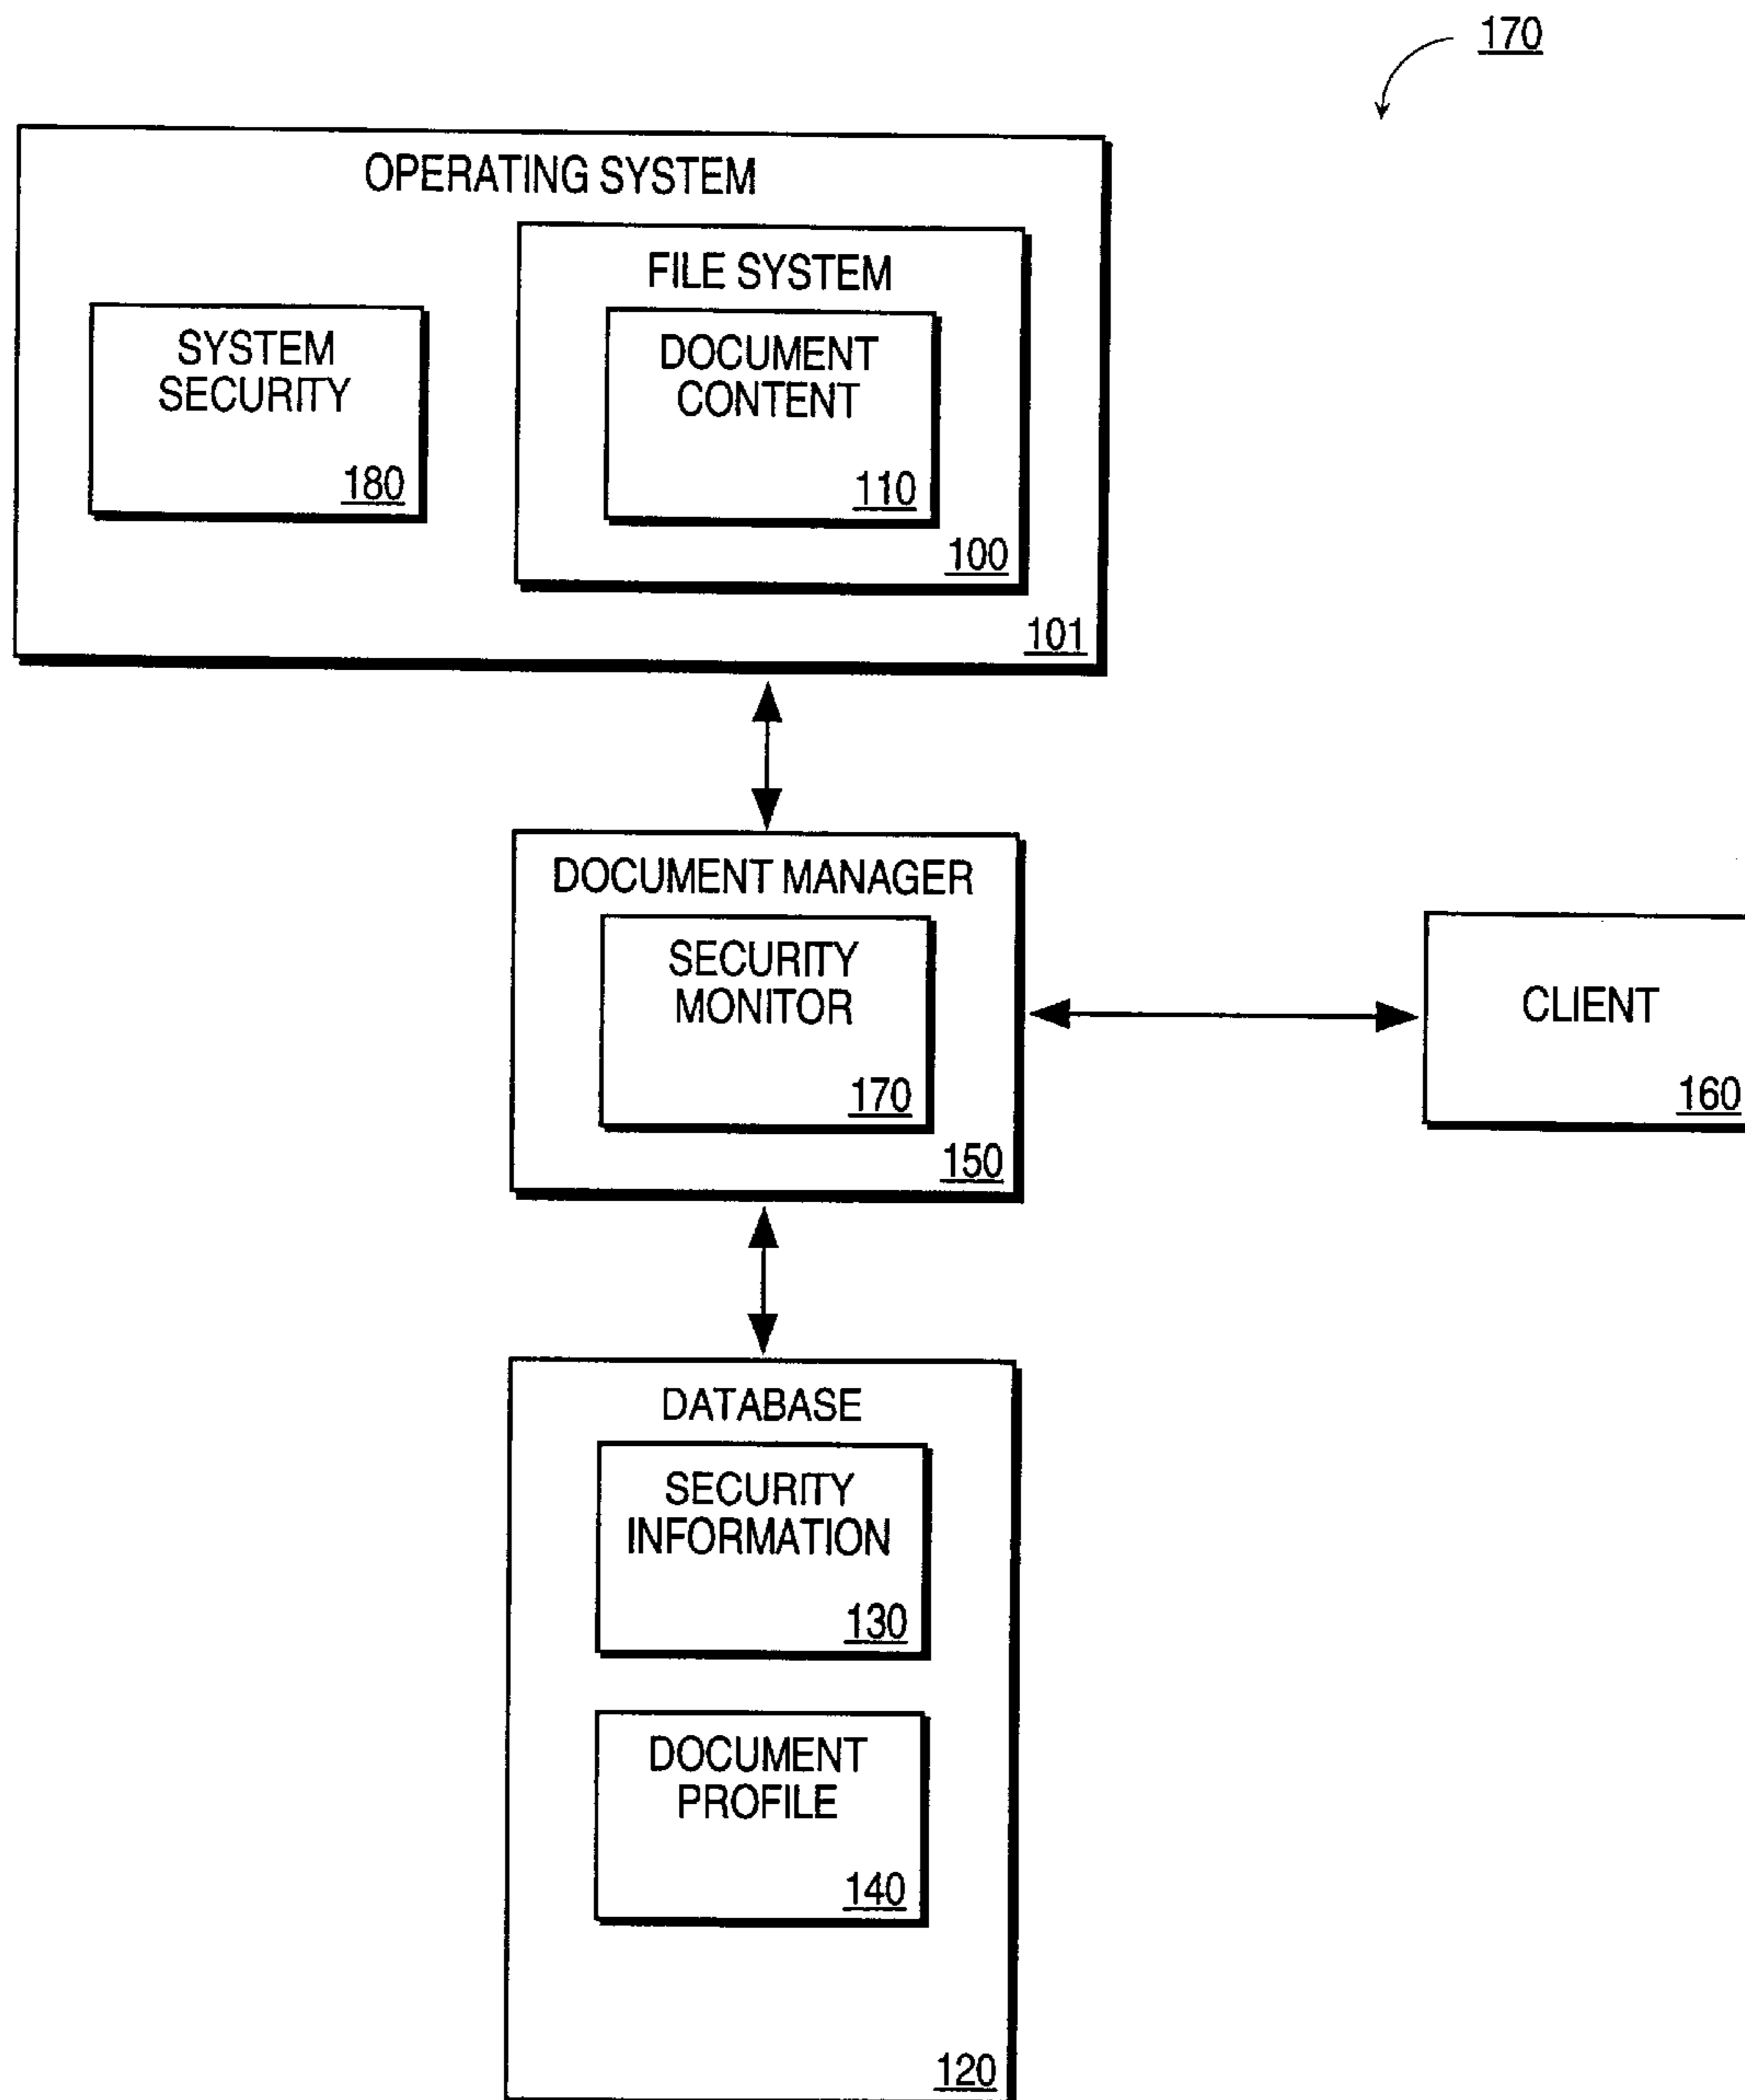 170
OPERATING SYSTEM
FILE SYSTEM
SYSTEM
SECURITY
180
DOCUMENT
CONTENT
110
100
101
DOCUMENT MANAGER
SECURITY
MONITOR
170
150
CLIENT
160
DATABASE
SECURITY
INFORMATION
130
DOCUMENT
PROFILE
140
120